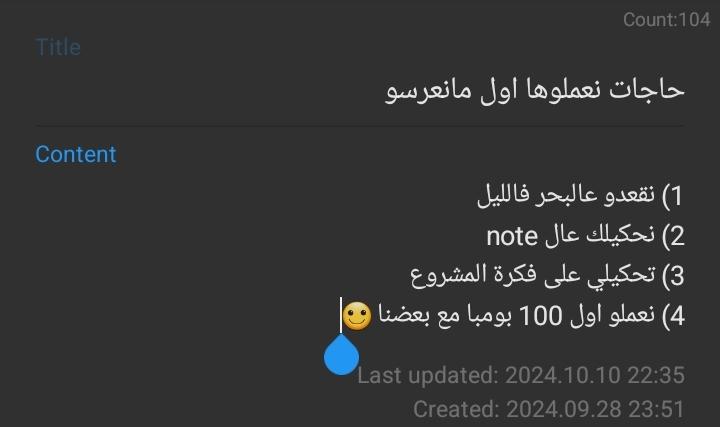 Count:104
Title
حاجات نعملوها اول مانعرسو
Content
1) نقعدو عالبحر فالليل
2) نحكيلك عال note
3) تحكيلي على فكرة المشروع
4) نعملو اول 100 بومبا مع بعضنا 🙂
Last updated: 2024.10.10 22:35
Created: 2024.09.28 23:51